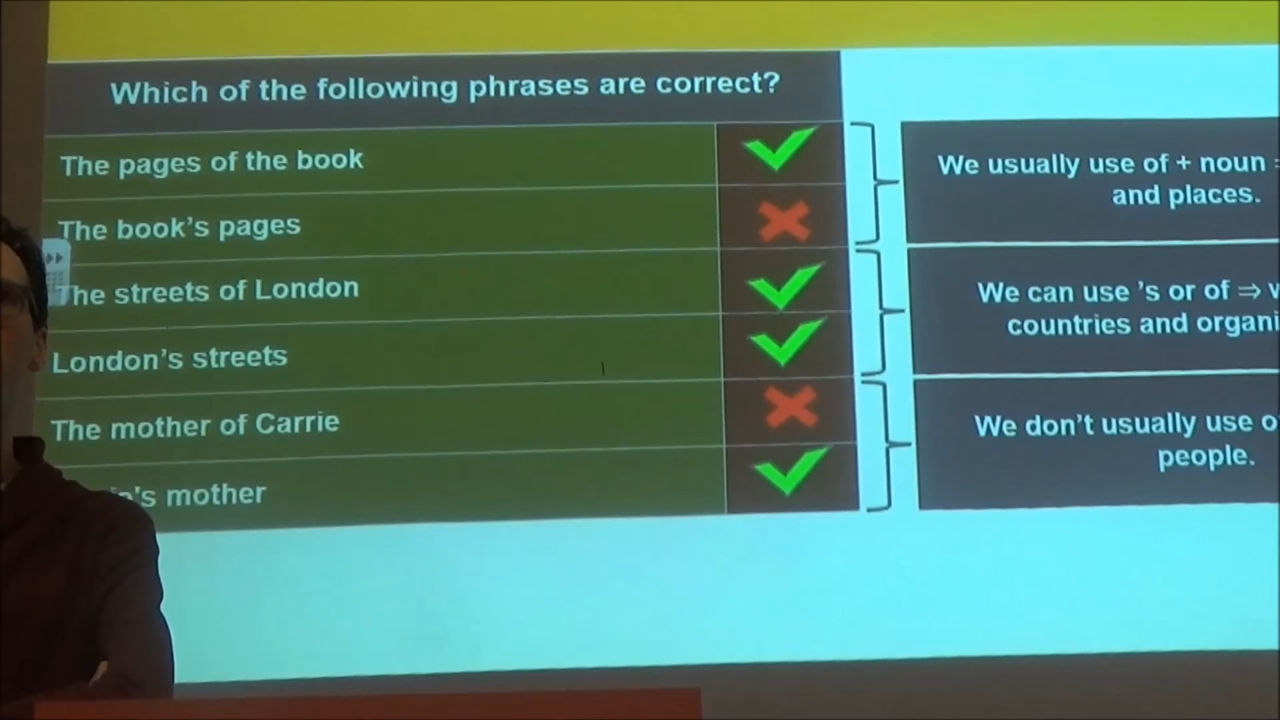 Which of the following phrases are correct?
The pages of the book
The book's pages
The streets of London
London's streets
The mother of Carrie
's mother
We usually use of + noun
and places.
We can use 's or of ⇒
countries and
We don't usually use
people.